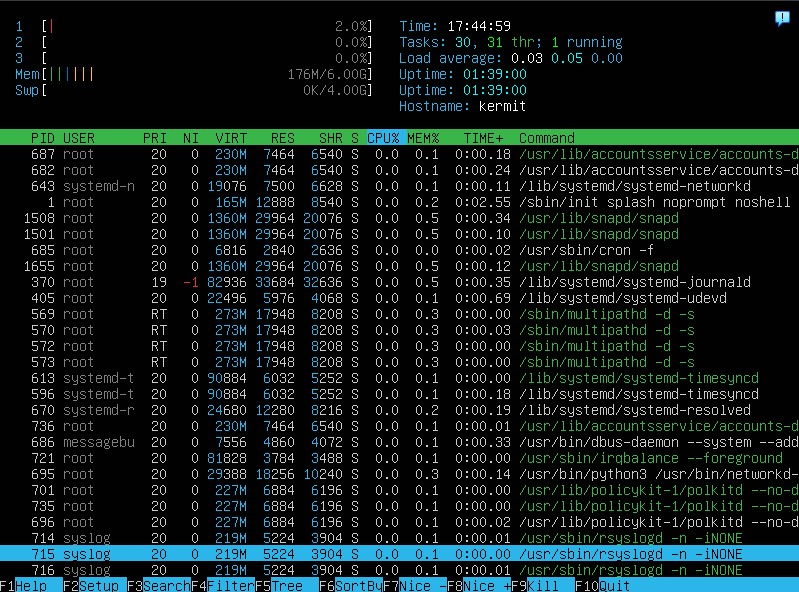 1 [| 2.0%] Time: 17:44:59
2 [ 0.0%] Tasks: 30, 31 thr; 1 running
3 [ 0.0%] Load average: 0.03 0.05 0.00
Mem[|||||| 176M/6.00G] Uptime: 01:39:00
Swp[ 0K/4.00G] Uptime: 01:39:00
Hostname: kermit
PID USER PRI NI VIRT RES SHR S CPU% MEM% TIME+ Command
687 root 20 0 230M 7464 6540 S 0.0 0.1 0:00.18 /usr/lib/accountsservice/accounts-d
682 root 20 0 230M 7464 6540 S 0.0 0.1 0:00.24 /usr/lib/accountsservice/accounts-d
643 systemd-n 20 0 19076 7500 6628 S 0.0 0.1 0:00.11 /lib/systemd/systemd-networkd
1 root 20 0 165M 12888 8540 S 0.0 0.2 0:02.55 /sbin/init splash noprompt noshell
1508 root 20 0 1360M 29964 20076 S 0.0 0.5 0:00.34 /usr/lib/snapd/snapd
1501 root 20 0 1360M 29964 20076 S 0.0 0.5 0:00.10 /usr/lib/snapd/snapd
685 root 20 0 6816 2840 2636 S 0.0 0.0 0:00.02 /usr/sbin/cron -f
1655 root 20 0 1360M 29964 20076 S 0.0 0.5 0:00.12 /usr/lib/snapd/snapd
370 root 19 -1 82936 33684 32636 S 0.0 0.5 0:00.35 /lib/systemd/systemd-journald
405 root 20 0 22496 5976 4068 S 0.0 0.1 0:00.69 /lib/systemd/systemd-udevd
569 root RT 0 273M 17948 8208 S 0.0 0.3 0:00.00 /sbin/multipathd -d -s
570 root RT 0 273M 17948 8208 S 0.0 0.3 0:00.03 /sbin/multipathd -d -s
572 root RT 0 273M 17948 8208 S 0.0 0.3 0:00.00 /sbin/multipathd -d -s
573 root RT 0 273M 17948 8208 S 0.0 0.3 0:00.00 /sbin/multipathd -d -s
613 systemd-t 20 0 90884 6032 5252 S 0.0 0.1 0:00.00 /lib/systemd/systemd-timesyncd
596 systemd-t 20 0 90884 6032 5252 S 0.0 0.1 0:00.18 /lib/systemd/systemd-timesyncd
670 systemd-r 20 0 24680 12280 8216 S 0.0 0.2 0:00.19 /lib/systemd/systemd-resolved
736 root 20 0 230M 7464 6540 S 0.0 0.1 0:00.01 /usr/lib/accountsservice/accounts-d
686 messagebu 20 0 7556 4860 4072 S 0.0 0.1 0:00.33 /usr/bin/dbus-daemon --system --add
721 root 20 0 81828 3784 3488 S 0.0 0.1 0:00.00 /usr/sbin/irqbalance --foreground
695 root 20 0 29388 18256 10240 S 0.0 0.3 0:00.14 /usr/bin/python3 /usr/bin/networkd-
701 root 20 0 227M 6884 6196 S 0.0 0.1 0:00.00 /usr/lib/policykit-1/polkitd --no-d
735 root 20 0 227M 6884 6196 S 0.0 0.1 0:00.00 /usr/lib/policykit-1/polkitd --no-d
696 root 20 0 227M 6884 6196 S 0.0 0.1 0:00.02 /usr/lib/policykit-1/polkitd --no-d
714 syslog 20 0 219M 5224 3904 S 0.0 0.1 0:00.01 /usr/sbin/rsyslogd -n -iNONE
715 syslog 20 0 219M 5224 3904 S 0.0 0.1 0:00.00 /usr/sbin/rsyslogd -n -iNONE
716 syslog 20 0 219M 5224 3904 S 0.0 0.1 0:00.00 /usr/sbin/rsyslogd -n -iNONE
F1Help F2Setup F3SearchF4FilterF5Tree F6SortByF7Nice -F8Nice +F9Kill F10Quit